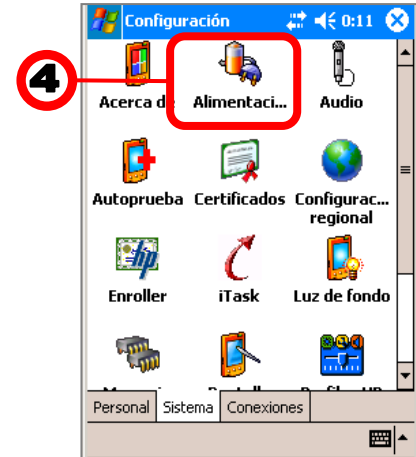 Configuración 0:11
4
Acerca de Alimentaci... Audio
Autoprueba Certificados Configurac...
regional
hp
Enroller iTask Luz de fondo
Personal Sistema Conexiones